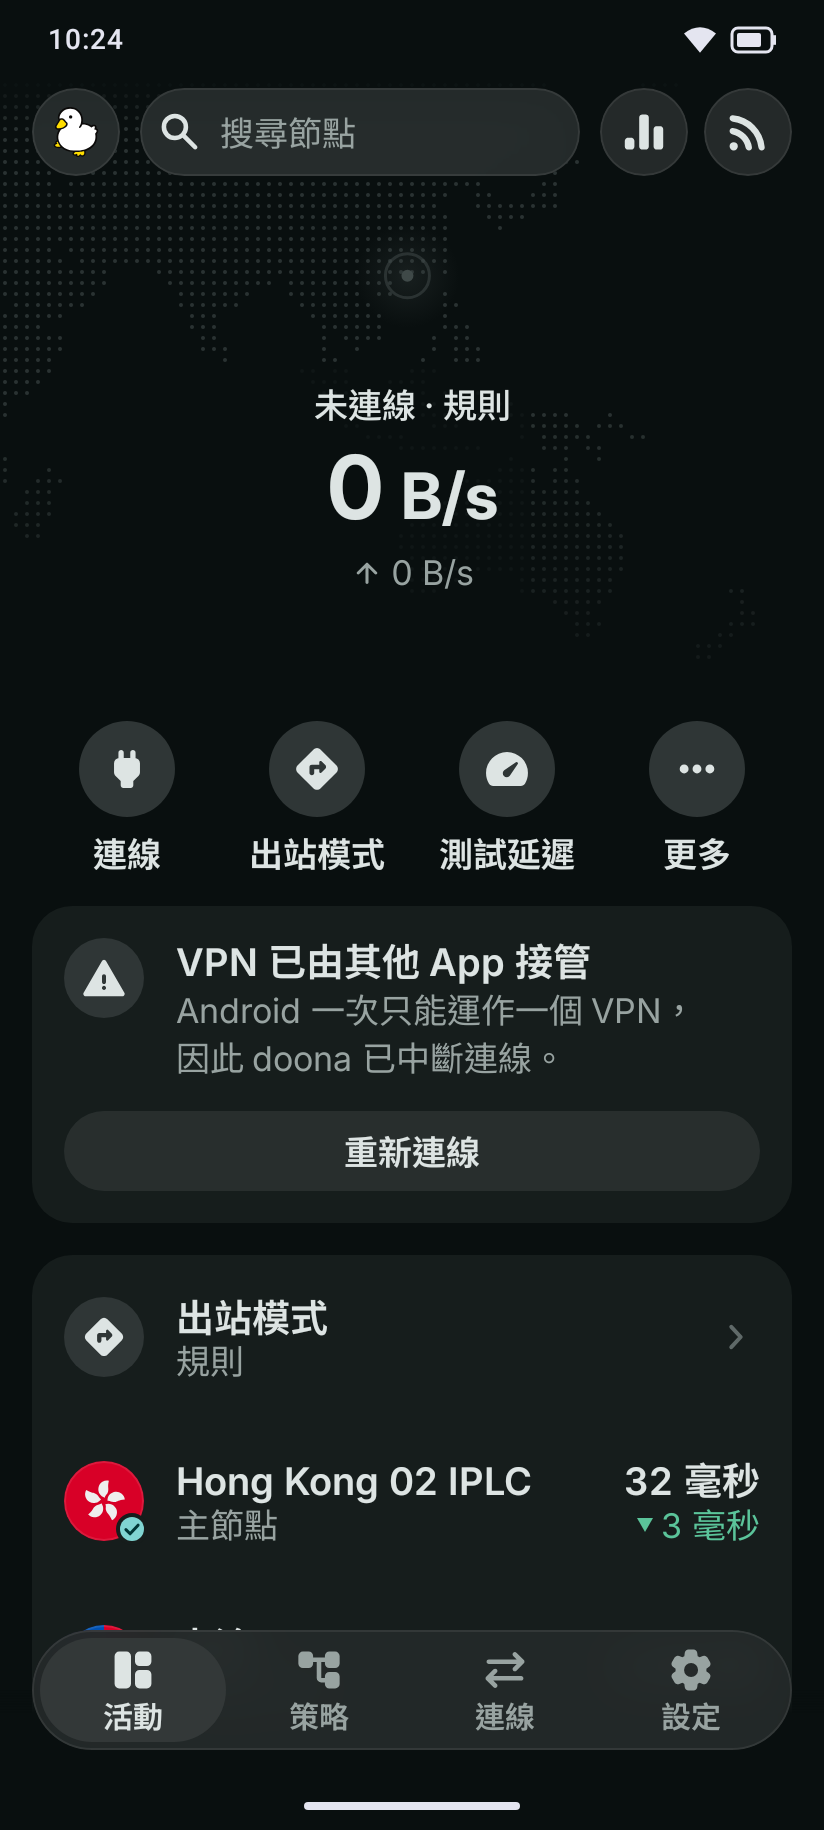 10:24
搜尋節點
未連線 · 規則
0 B/s
↑ 0 B/s
連線
出站模式
測試延遲
更多
VPN 已由其他 App 接管
Android 一次只能運作一個 VPN，
因此 doona 已中斷連線。
重新連線
出站模式
規則
Hong Kong 02 IPLC
32 毫秒
主節點
▼3 毫秒
活動
策略
連線
設定